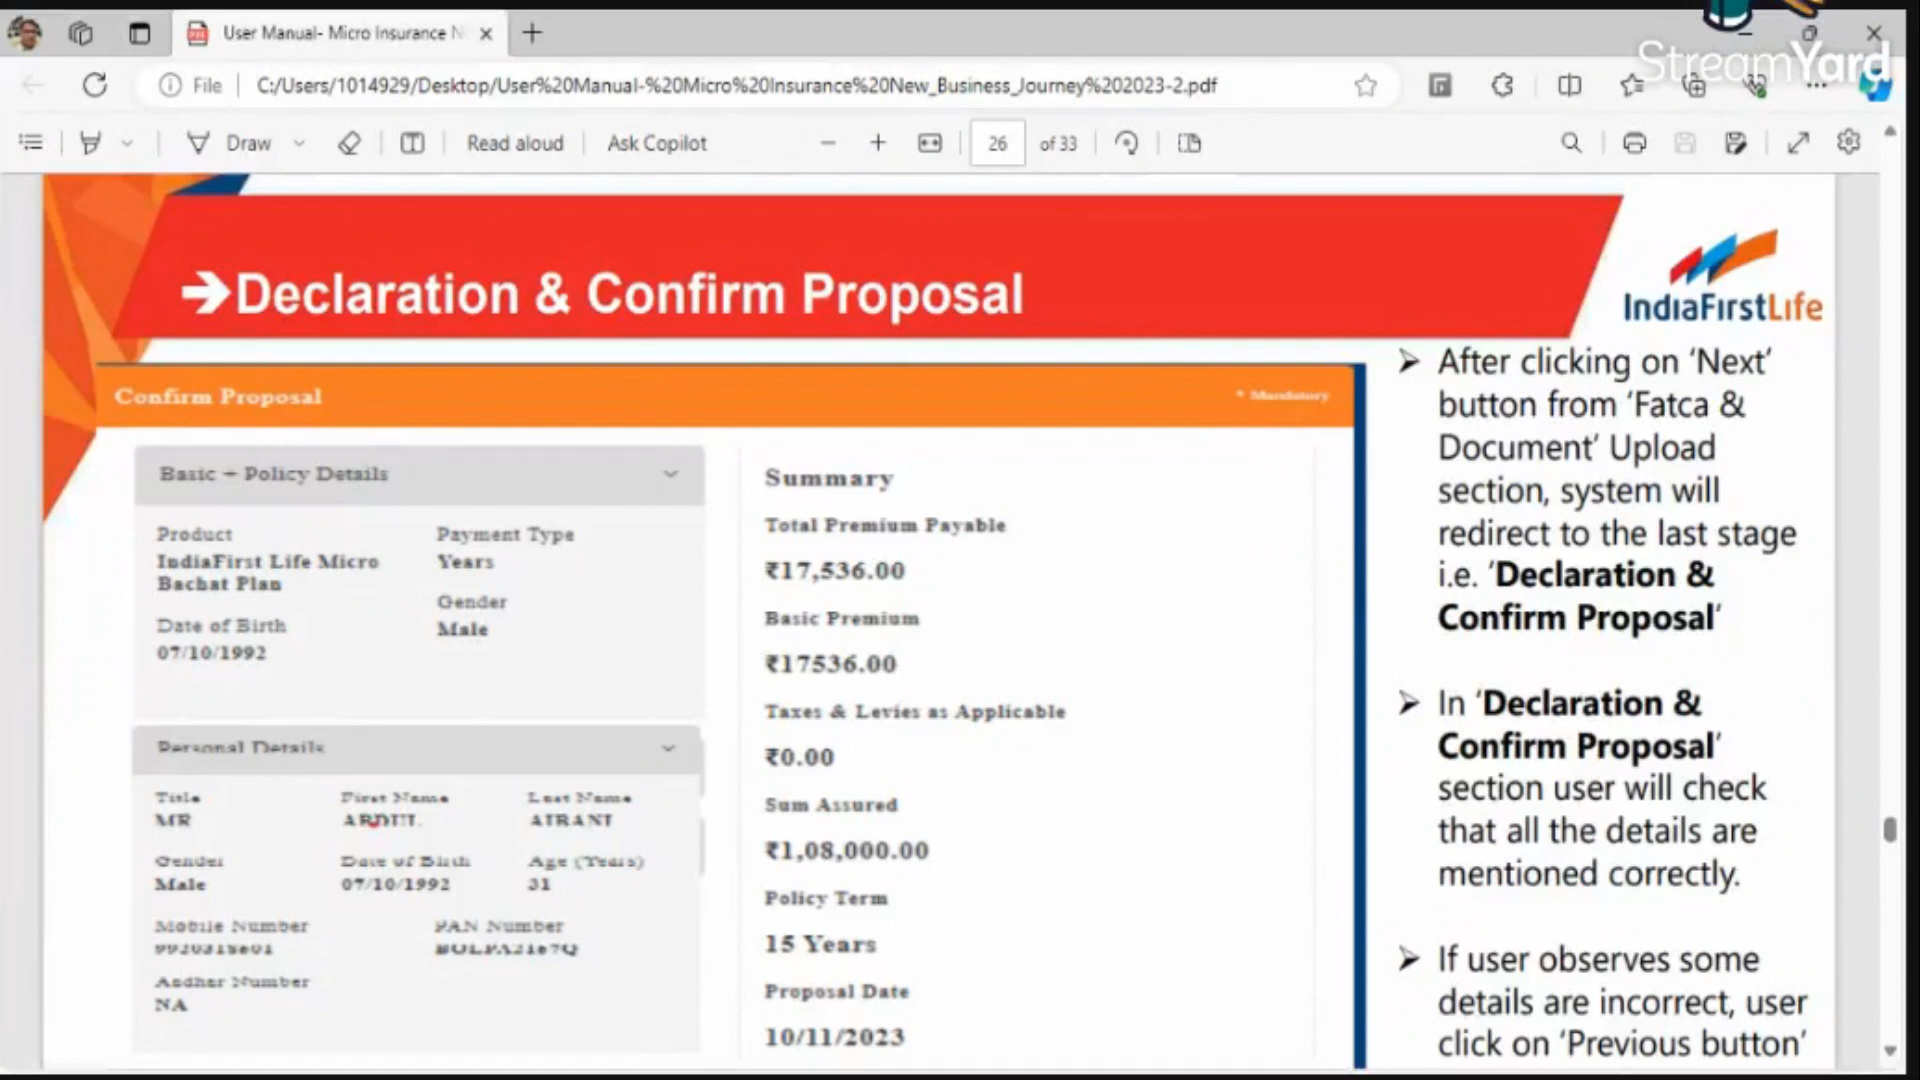 User Manual- Micro Insurance N
StreamYard
File
C:/Users/1014929/Desktop/User%20Manual-%20Micro%20Insurance%20New_Business_Journey%202023-2.pdf
Draw
Read aloud
Ask Copilot
26
of 33
➔Declaration & Confirm Proposal
IndiaFirstLife
Confirm Proposal
* Mandatory
Basic – Policy Details
Product
Payment Type
IndiaFirst Life Micro
Bachat Plan
Years
Gender
Male
Date of Birth
07/10/1992
Personal Details
Title
First Name
Last Name
MR
ABDUL
Gender
Date of Birth
Age (Years)
Male
07/10/1992
31
Mobile Number
PAN Number
Aadhar Number
NA
Summary
Total Premium Payable
₹17,536.00
Basic Premium
₹17536.00
Taxes & Levies as Applicable
₹0.00
Sum Assured
₹1,08,000.00
Policy Term
15 Years
Proposal Date
10/11/2023
➢ After clicking on ‘Next’
button from ‘Fatca &
Document’ Upload
section, system will
redirect to the last stage
i.e. ‘Declaration &
Confirm Proposal’
➢ In ‘Declaration &
Confirm Proposal’
section user will check
that all the details are
mentioned correctly.
➢ If user observes some
details are incorrect, user
click on ‘Previous button’